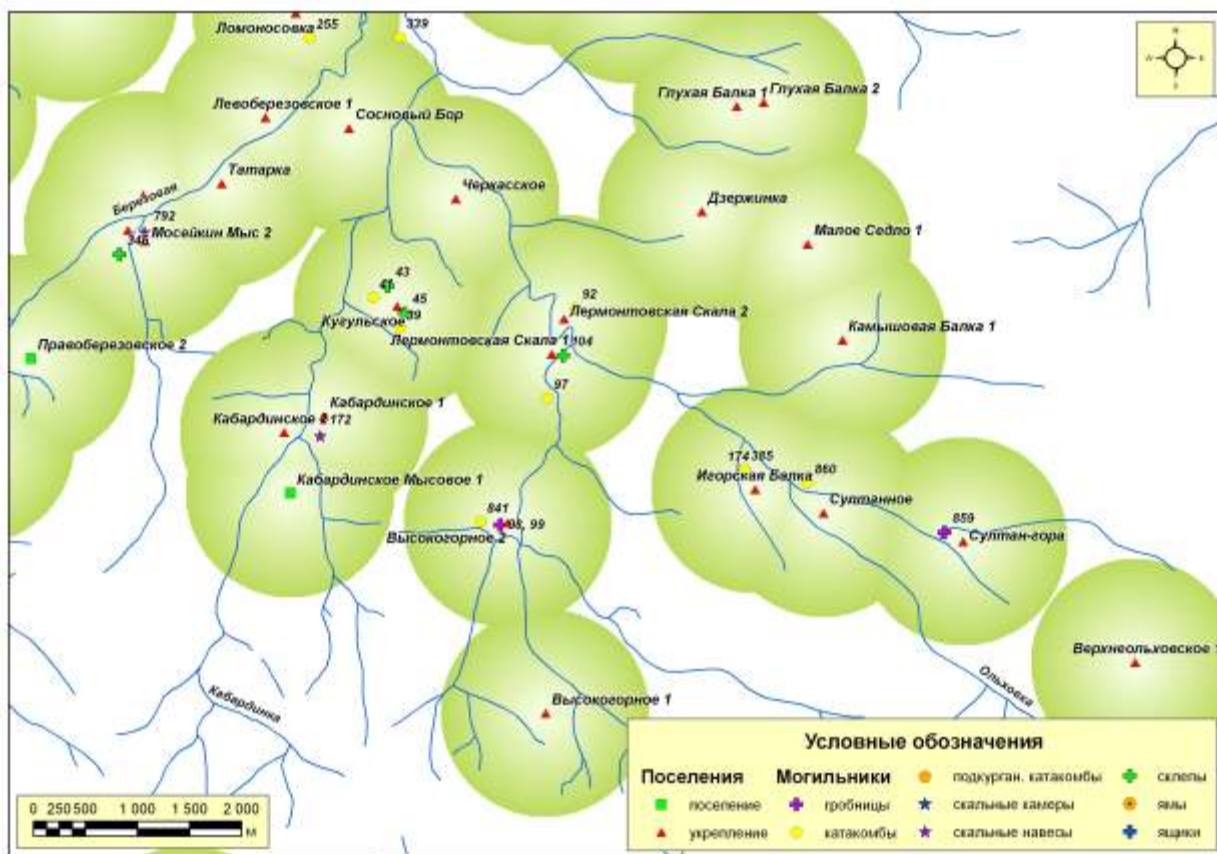 Ломоносовка 255
339
Глухая Балка 1
Глухая Балка 2
Левоберезовское 1
Сосновый Бор
Татарка
Черкасское
Дзержинка
Березовая
792
Мосейкин Мыс 2
346
Малое Седло 1
43
41
45
39
92
Кугульское
Лермонтовская Скала 2
Камышовая Балка 1
Правоберезовское 2
Лермонтовская Скала 1
104
97
Кабардинское 1
Кабардинское 2
172
174
385
860
Кабардинское Мысовое 1
Игорская Балка
Султанное
841
98, 99
859
Высокогорное 2
Султан-гора
Верхнеольховское 1
Ольховка
Кабардинка
Высокогорное 1
Условные обозначения
Поселения
поселение
укрепление
Могильники
гробницы
катакомбы
подкурган. катакомбы
скальные камеры
скальные навесы
склепы
ямы
ящики
0 250 500 1 000 1 500 2 000
м